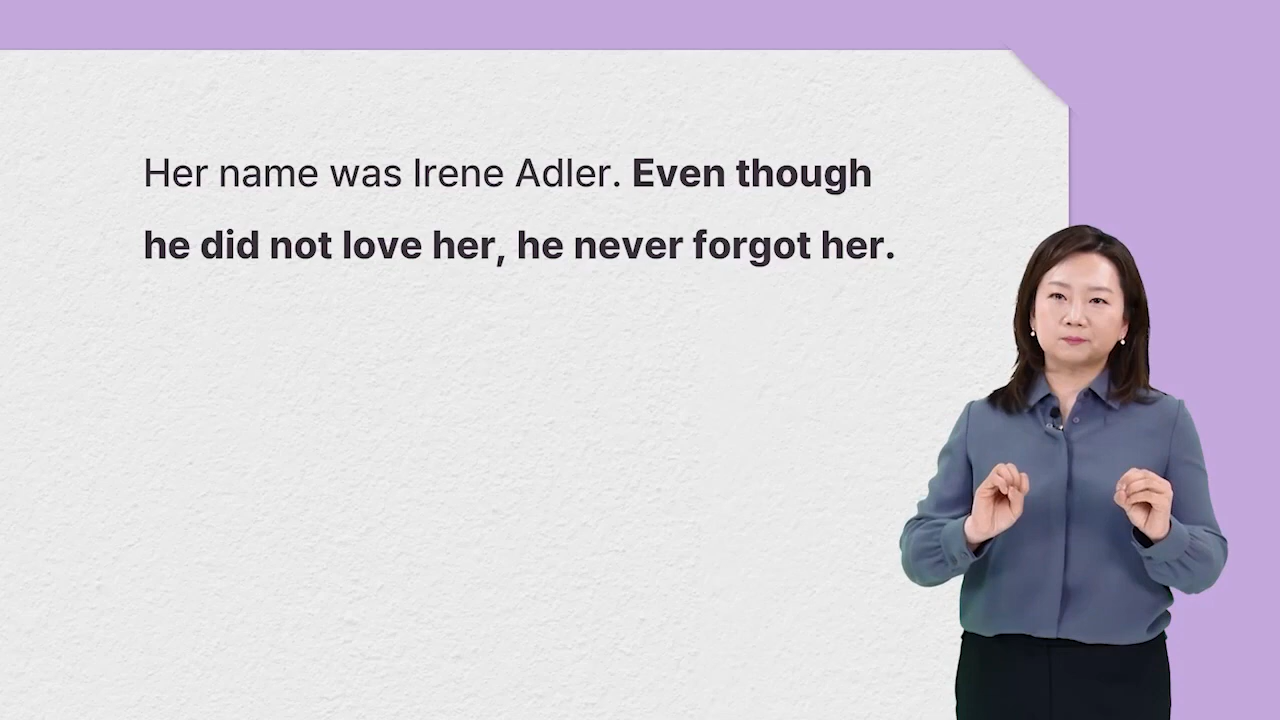 Her name was Irene Adler. Even though
he did not love her, he never forgot her.